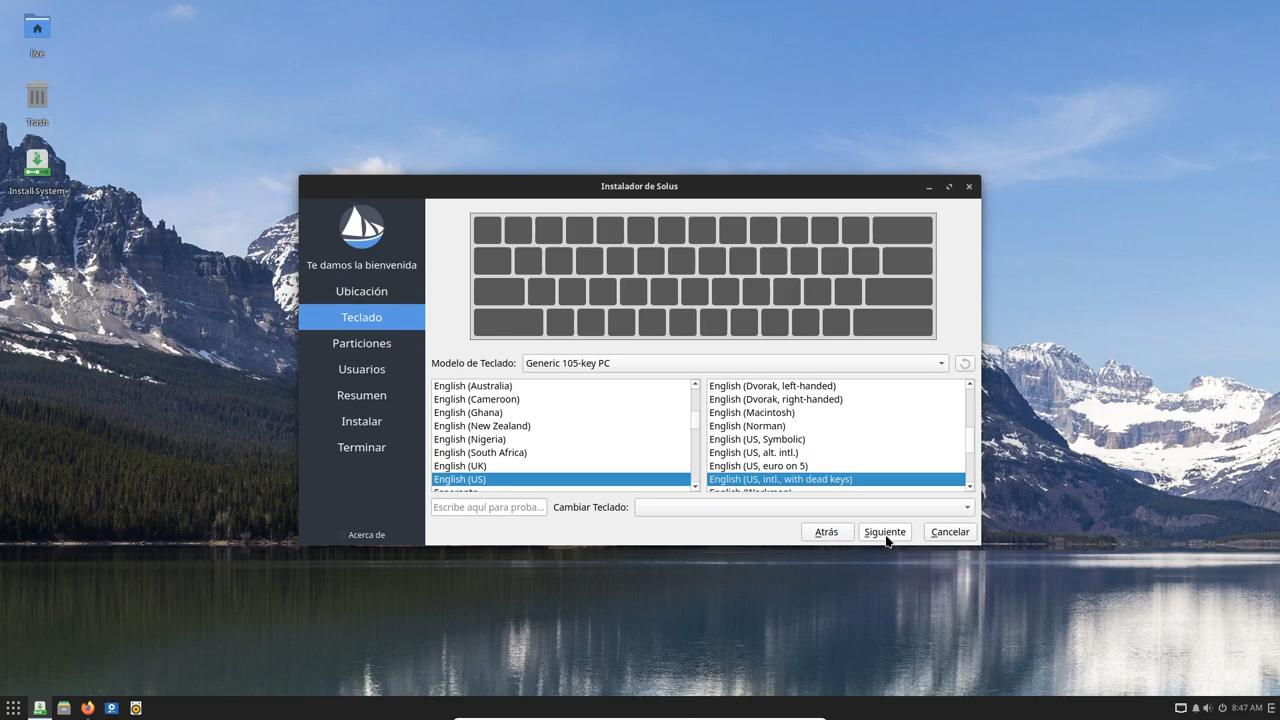 live
Trash
Install System
Instalador de Solus
Te damos la bienvenida
Ubicación
Teclado
Particiones
Usuarios
Resumen
Instalar
Terminar
Acerca de
Modelo de Teclado: Generic 105-key PC
English (Australia)
English (Cameroon)
English (Ghana)
English (New Zealand)
English (Nigeria)
English (South Africa)
English (UK)
English (US)
Esperanto
English (Dvorak, left-handed)
English (Dvorak, right-handed)
English (Macintosh)
English (Norman)
English (US, Symbolic)
English (US, alt. intl.)
English (US, euro on 5)
English (US, intl., with dead keys)
English (Workman)
Escribe aquí para proba...
Cambiar Teclado:
Atrás
Siguiente
Cancelar
8:47 AM